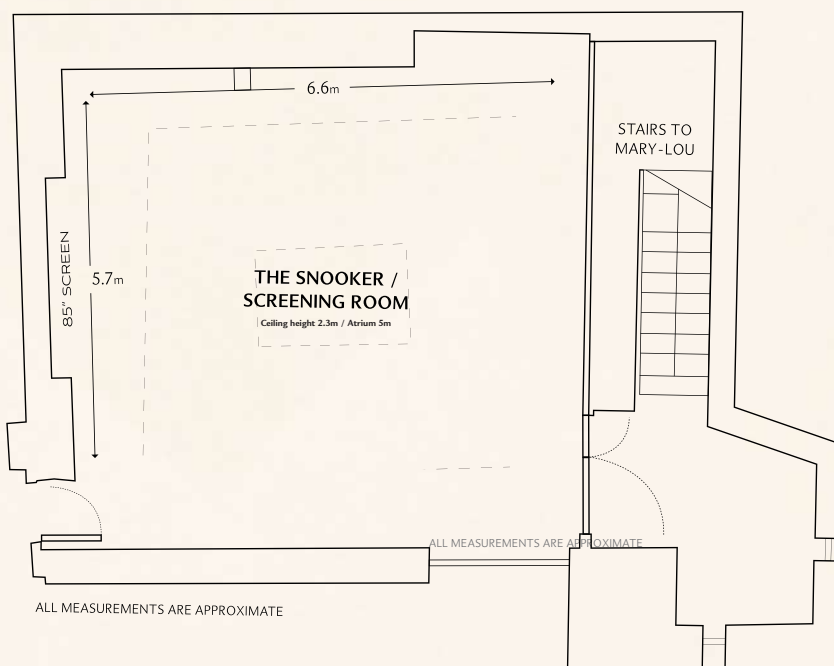 6.6m
STAIRS TO
MARY-LOU
85" SCREEN
5.7m
THE SNOOKER /
SCREENING ROOM
Ceiling height 2.3m / Atrium 5m
ALL MEASUREMENTS ARE APPROXIMATE
ALL MEASUREMENTS ARE APPROXIMATE